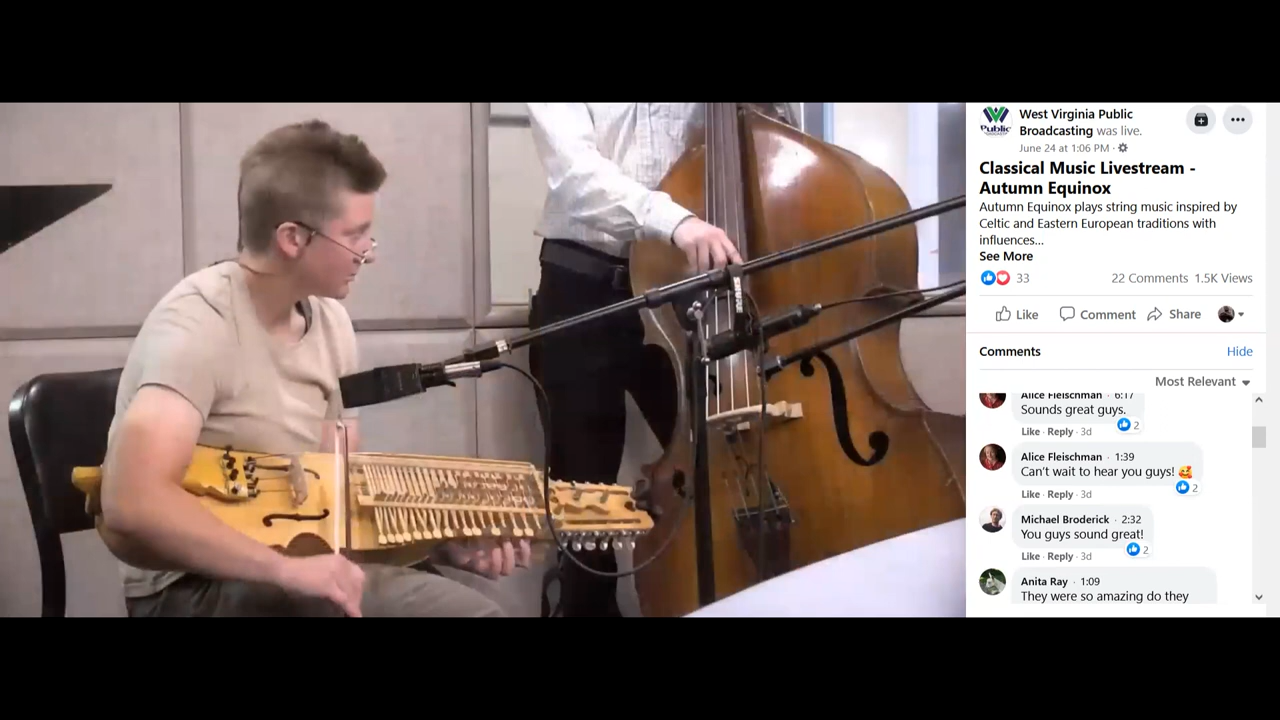 West Virginia Public
Broadcasting was live.
June 24 at 1:06 PM ·
Public
Classical Music Livestream -
Autumn Equinox
Autumn Equinox plays string music inspired by
Celtic and Eastern European traditions with
influences...
See More
33 22 Comments 1.5K Views
Like Comment Share
Comments Hide
Most Relevant
Alice Fleischman · 6:17
Sounds great guys.
2
Like · Reply · 3d
Alice Fleischman · 1:39
Can't wait to hear you guys! 🥰
2
Like · Reply · 3d
Michael Broderick · 2:32
You guys sound great!
2
Like · Reply · 3d
Anita Ray · 1:09
They were so amazing do they
SHURE